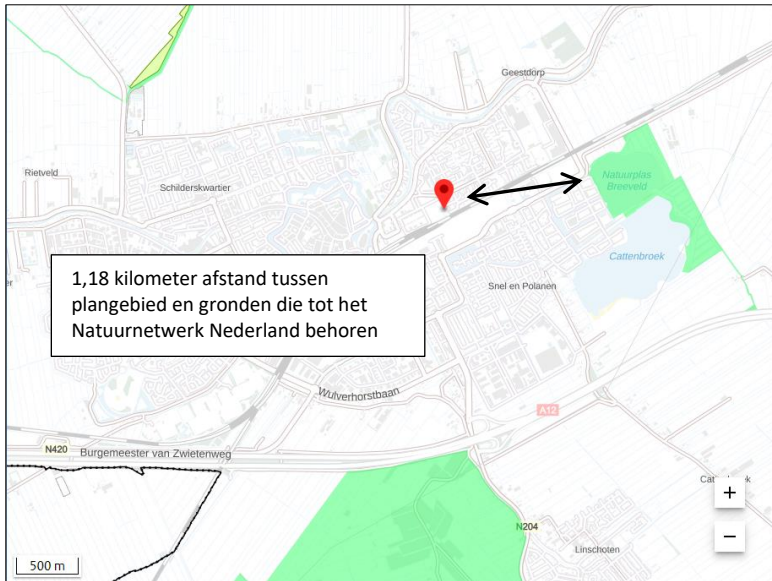 Geestdorp
Rietveld
Schilderskwartier
Natuurplas
Breeveld
Cattenbroek
1,18 kilometer afstand tussen
plangebied en gronden die tot het
Natuurnetwerk Nederland behoren
Snel en Polanen
Wulverhorstbaan
A12
N420
Burgemeester van Zwietenweg
+
−
N204
Linschoten
500 m